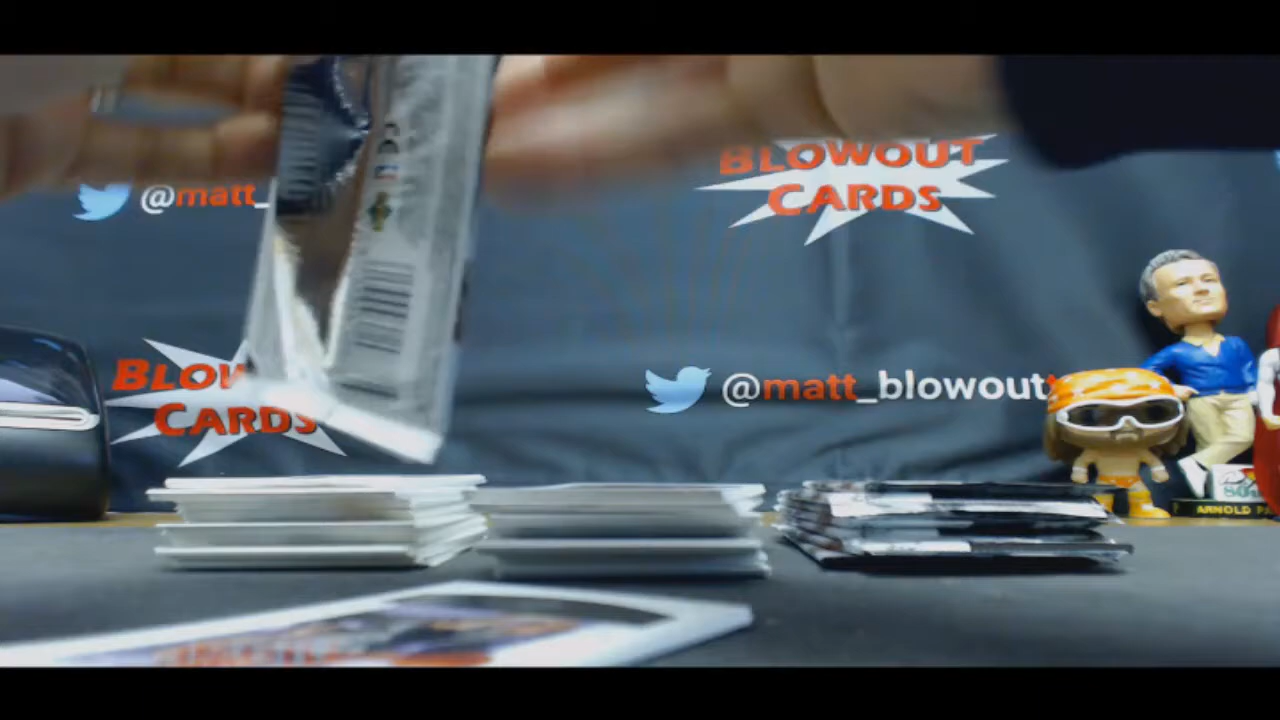 BLOWOUT
CARDS
@matt_
BLOW
CARDS
@matt_blowout
ARNOLD PA